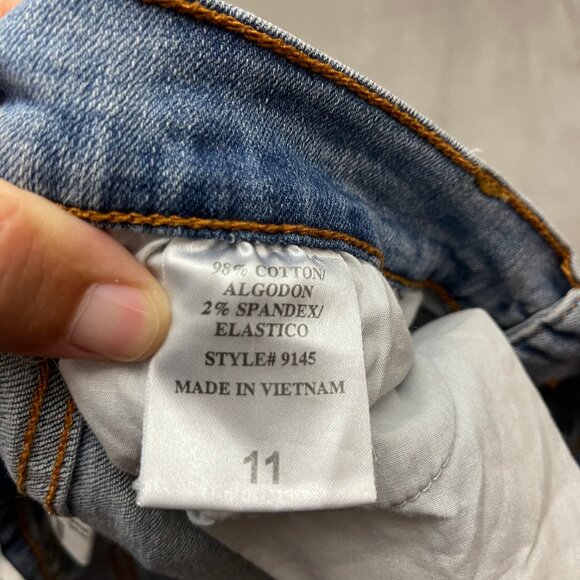 98% COTTON/
ALGODON
2% SPANDEX/
ELASTICO
STYLE# 9145
MADE IN VIETNAM
11